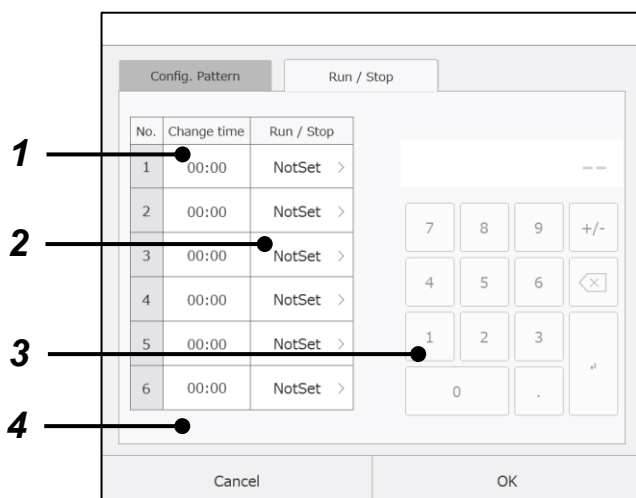 Config. Pattern Run / Stop
No. Change time Run / Stop
1 00:00 NotSet >
2 00:00 NotSet >
3 00:00 NotSet >
4 00:00 NotSet >
5 00:00 NotSet >
6 00:00 NotSet >
--
7 8 9 +/-
4 5 6
1 2 3
0 . ↵
Cancel OK
1
2
3
4